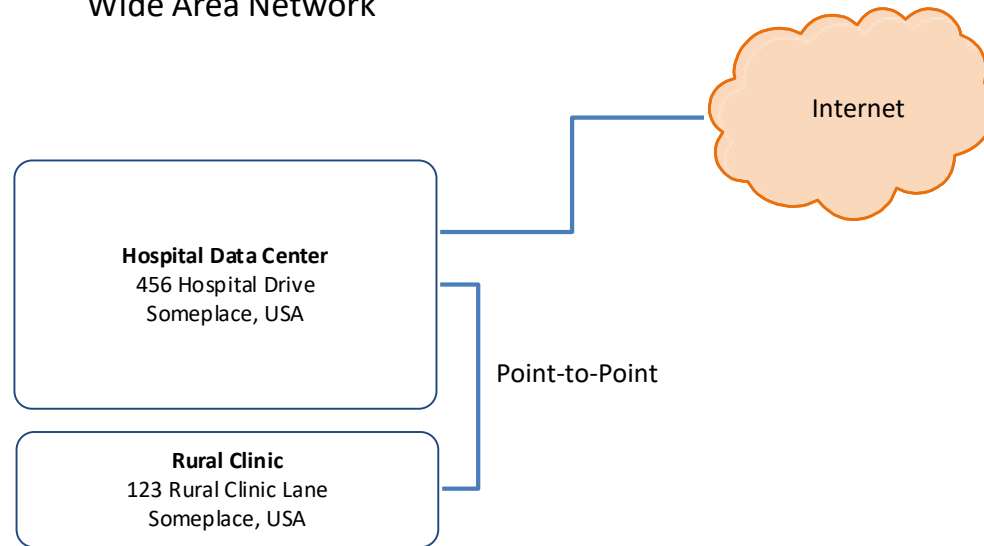 Wide Area Network
Internet
Hospital Data Center
456 Hospital Drive
Someplace, USA
Point-to-Point
Rural Clinic
123 Rural Clinic Lane
Someplace, USA